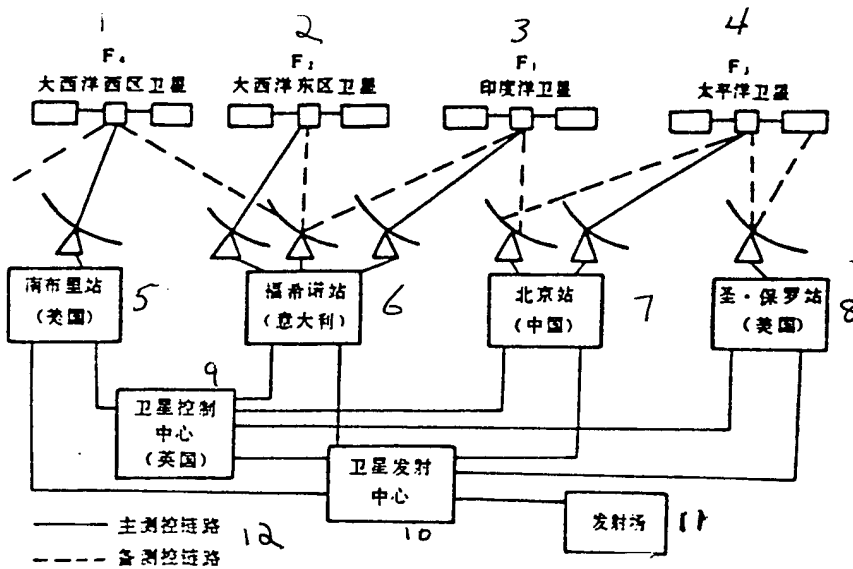 1
2
3
4
F₄
F₂
F₁
F₃
大西洋西区卫星
大西洋东区卫星
印度洋卫星
太平洋卫星
南布里站
(美国)
5
福希诺站
(意大利)
6
北京站
(中国)
7
圣·保罗站
(美国)
8
9
卫星控制
中心
(英国)
卫星发射
中心
10
发射场
11
主测控链路
备测控链路
12